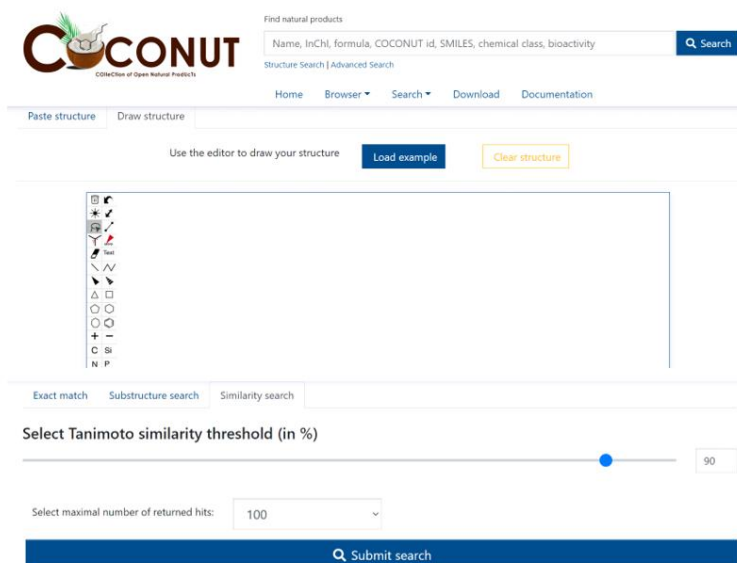 Find natural products
COCONUT
COlleCtion of Open Natural ProdUcTs
Name, InChI, formula, COCONUT id, SMILES, chemical class, bioactivity
Search
Structure Search | Advanced Search
Home Browser Search Download Documentation
Paste structure Draw structure
Use the editor to draw your structure Load example Clear structure
Text
C Si
N P
Exact match Substructure search Similarity search
Select Tanimoto similarity threshold (in %)
90
Select maximal number of returned hits: 100
Submit search